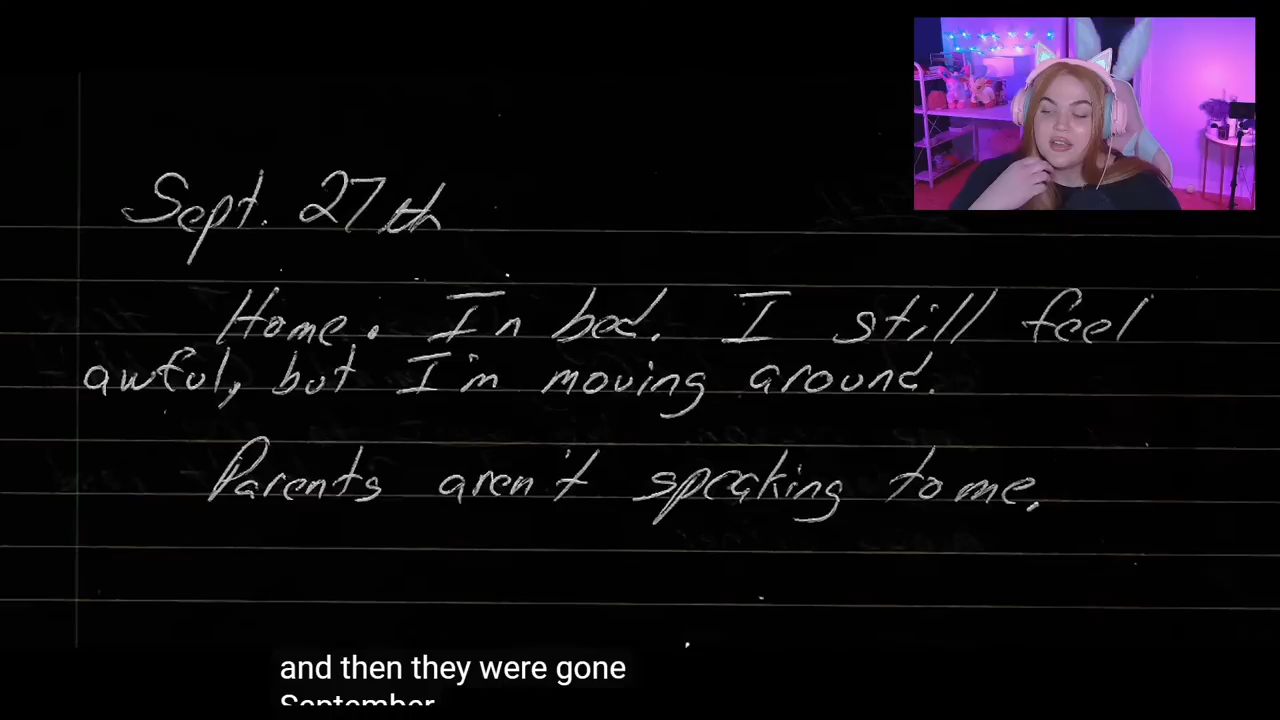 Sept. 27th
Home. In bed. I still feel
awful, but I'm moving around.
Parents aren't speaking to me.
and then they were gone
September